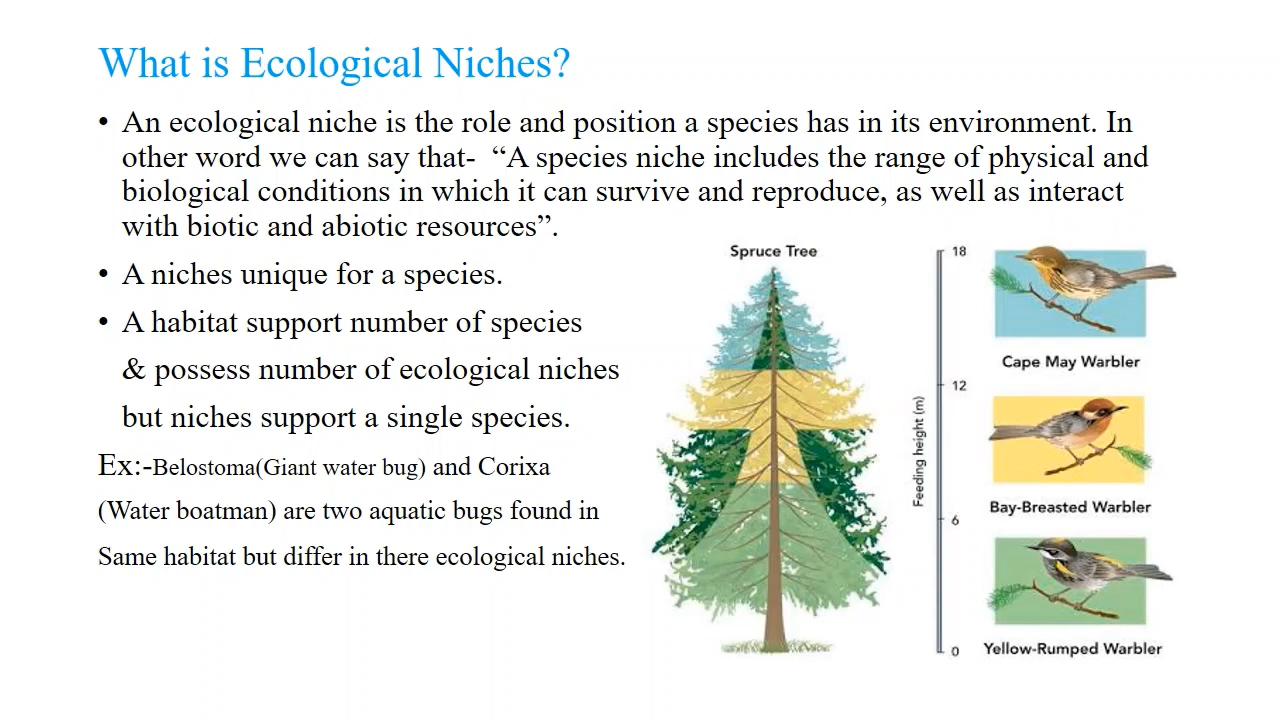 What is Ecological Niches?
• An ecological niche is the role and position a species has in its environment. In
other word we can say that- “A species niche includes the range of physical and
biological conditions in which it can survive and reproduce, as well as interact
with biotic and abiotic resources”.
• A niches unique for a species.
• A habitat support number of species
& possess number of ecological niches
but niches support a single species.
Ex:-Belostoma(Giant water bug) and Corixa
(Water boatman) are two aquatic bugs found in
Same habitat but differ in there ecological niches.
Spruce Tree
Feeding height (m)
18
12
6
0
Cape May Warbler
Bay-Breasted Warbler
Yellow-Rumped Warbler